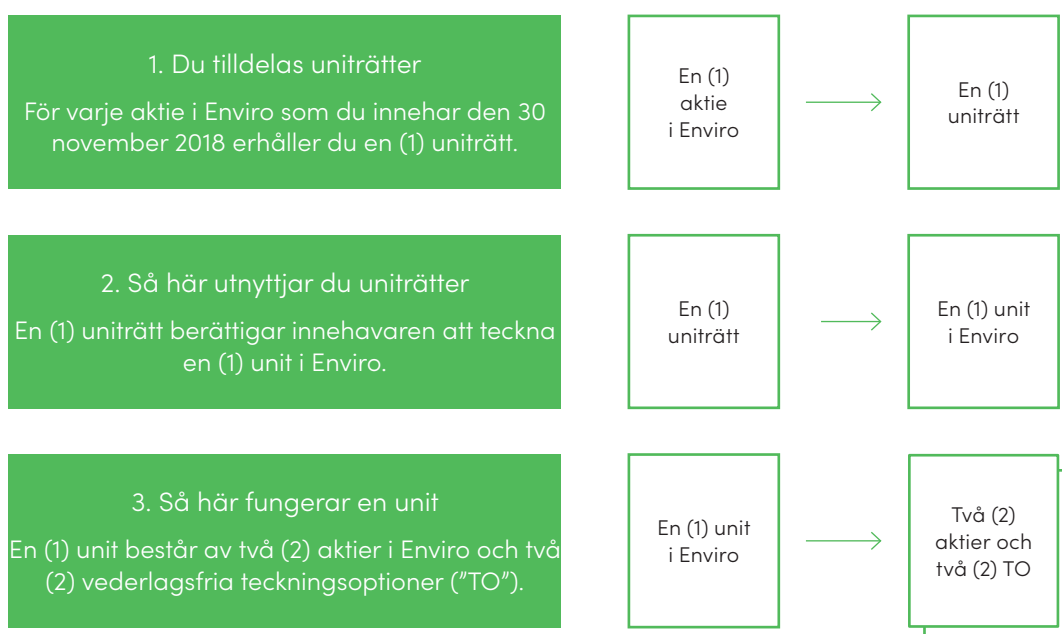 1. Du tilldelas uniträtter
För varje aktie i Enviro som du innehar den 30
november 2018 erhåller du en (1) uniträtt.
En (1)
aktie
i Enviro
En (1)
uniträtt
2. Så här utnyttjar du uniträtter
En (1) uniträtt berättigar innehavaren att teckna
en (1) unit i Enviro.
En (1)
uniträtt
En (1) unit
i Enviro
3. Så här fungerar en unit
En (1) unit består av två (2) aktier i Enviro och två
(2) vederlagsfria teckningsoptioner (”TO”).
En (1) unit
i Enviro
Två (2)
aktier och
två (2) TO